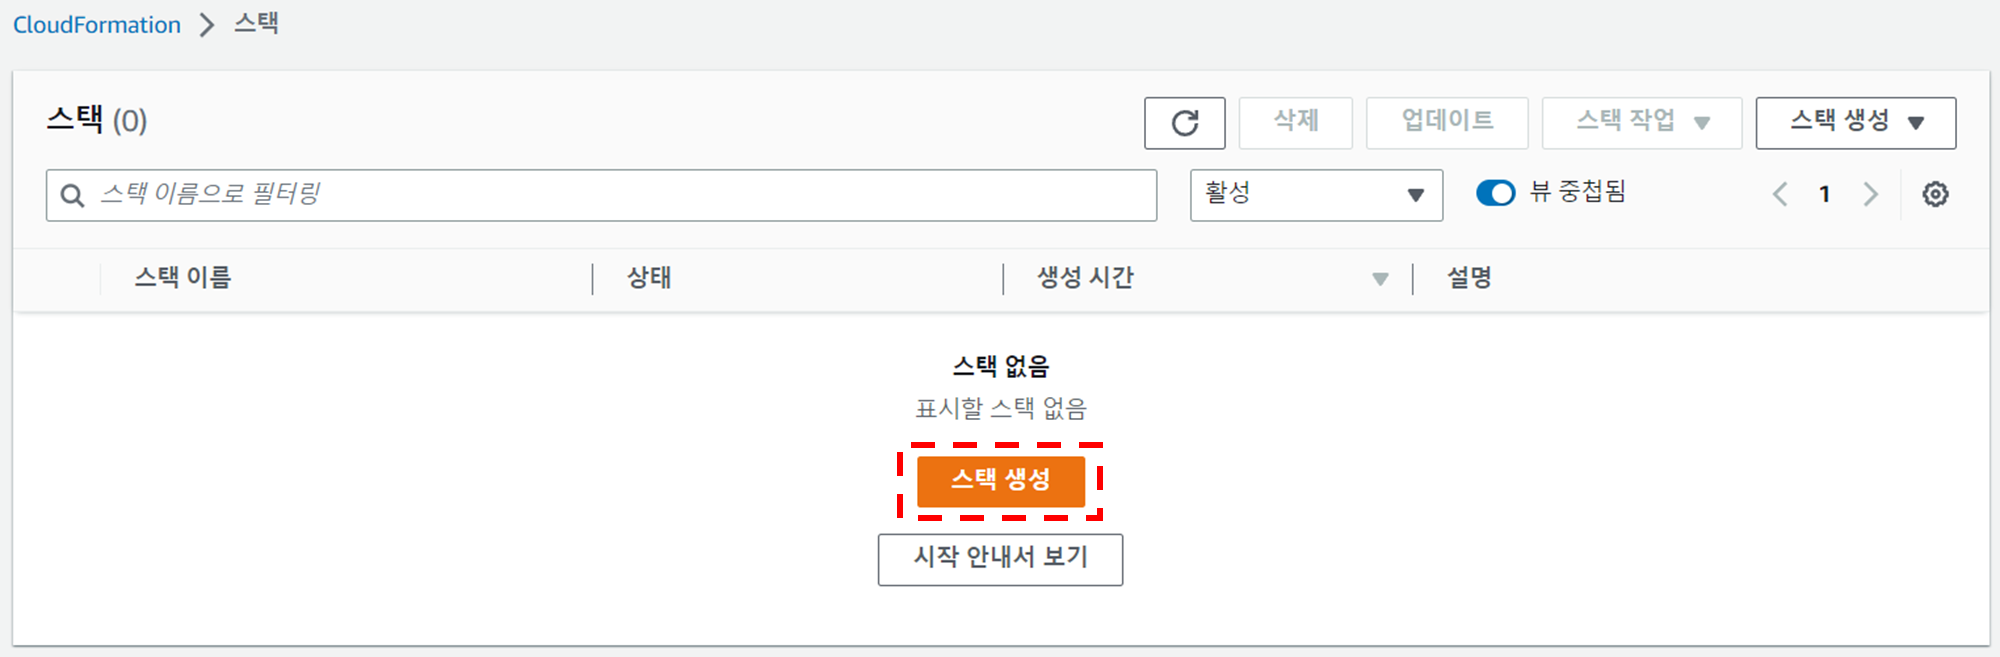 CloudFormation > 스택
스택 (0)
삭제
업데이트
스택 작업
스택 생성
스택 이름으로 필터링
활성
뷰 중첩됨
1
스택 이름
상태
생성 시간
설명
스택 없음
표시할 스택 없음
스택 생성
시작 안내서 보기